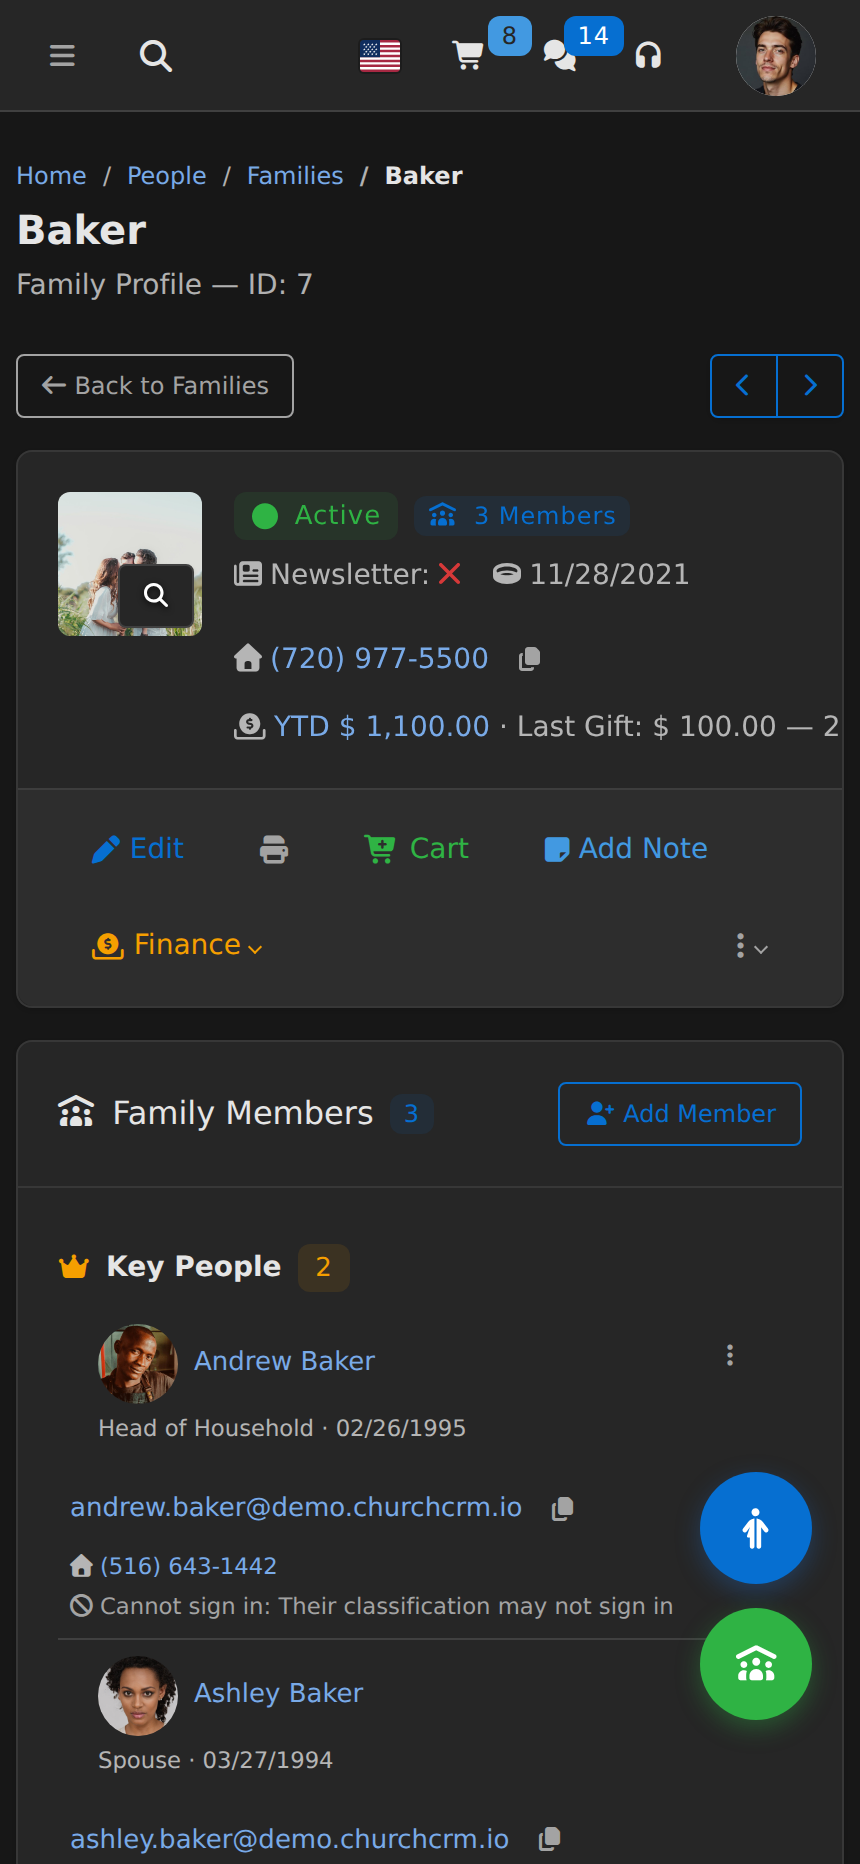 8 14
Home / People / Families / Baker
Baker
Family Profile — ID: 7
Back to Families
Active 3 Members
Newsletter: 11/28/2021
(720) 977-5500
YTD $ 1,100.00 · Last Gift: $ 100.00 — 2
Edit Cart Add Note
Finance
Family Members 3 Add Member
Key People 2
Andrew Baker
Head of Household · 02/26/1995
andrew.baker@demo.churchcrm.io
(516) 643-1442
Cannot sign in: Their classification may not sign in
Ashley Baker
Spouse · 03/27/1994
ashley.baker@demo.churchcrm.io